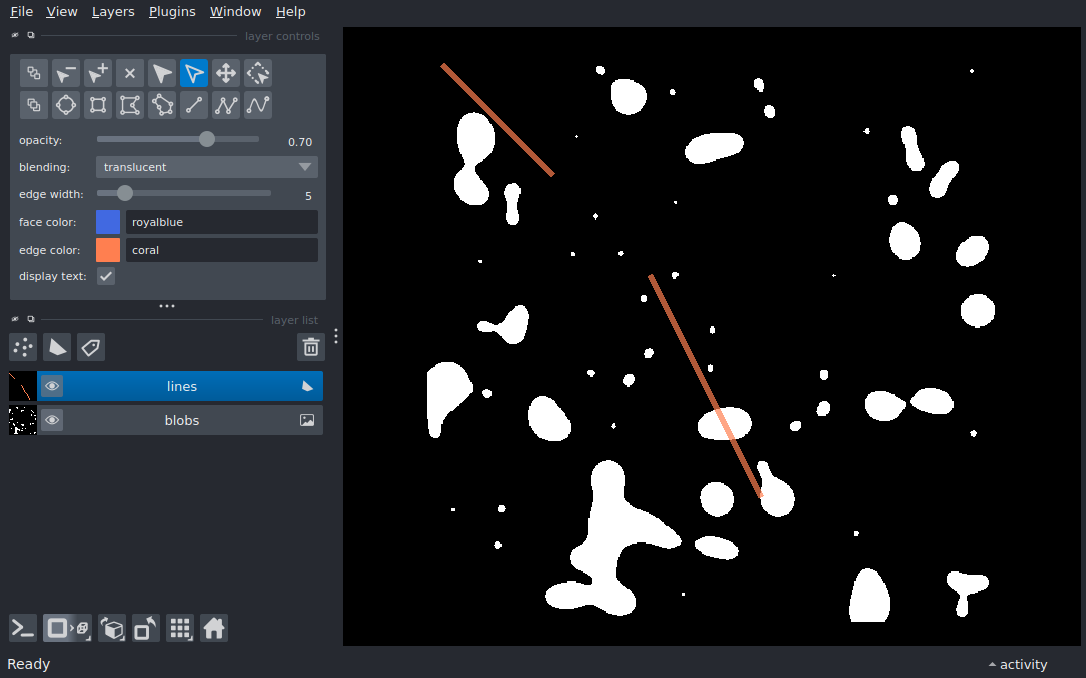 File View Layers Plugins Window Help
layer controls
opacity: 0.70
blending: translucent
edge width: 5
face color: royalblue
edge color: coral
display text:
layer list
lines
blobs
Ready
activity